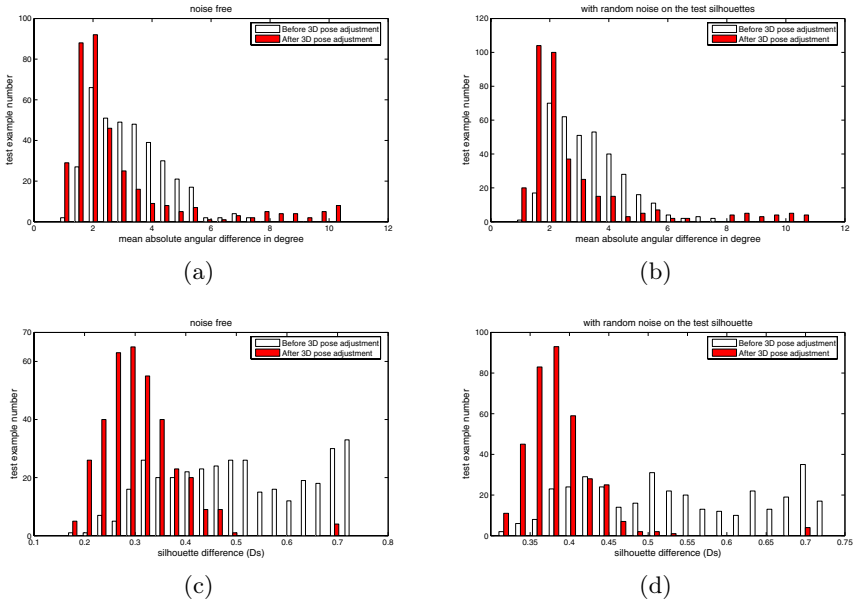 noise free
100
80
60
40
20
0
0 2 4 6 8 10 12
test example number
mean absolute angular difference in degree
Before 3D pose adjustment
After 3D pose adjustment
(a)
with random noise on the test silhouettes
120
100
80
60
40
20
0
0 2 4 6 8 10 12
test example number
mean absolute angular difference in degree
Before 3D pose adjustment
After 3D pose adjustment
(b)
noise free
70
60
50
40
30
20
10
0
0.1 0.2 0.3 0.4 0.5 0.6 0.7 0.8
test example number
silhouette difference (Ds)
Before 3D pose adjustment
After 3D pose adjustment
(c)
with random noise on the test silhouette
100
80
60
40
20
0
0.35 0.4 0.45 0.5 0.55 0.6 0.65 0.7 0.75
test example number
silhouette difference (Ds)
Before 3D pose adjustment
After 3D pose adjustment
(d)